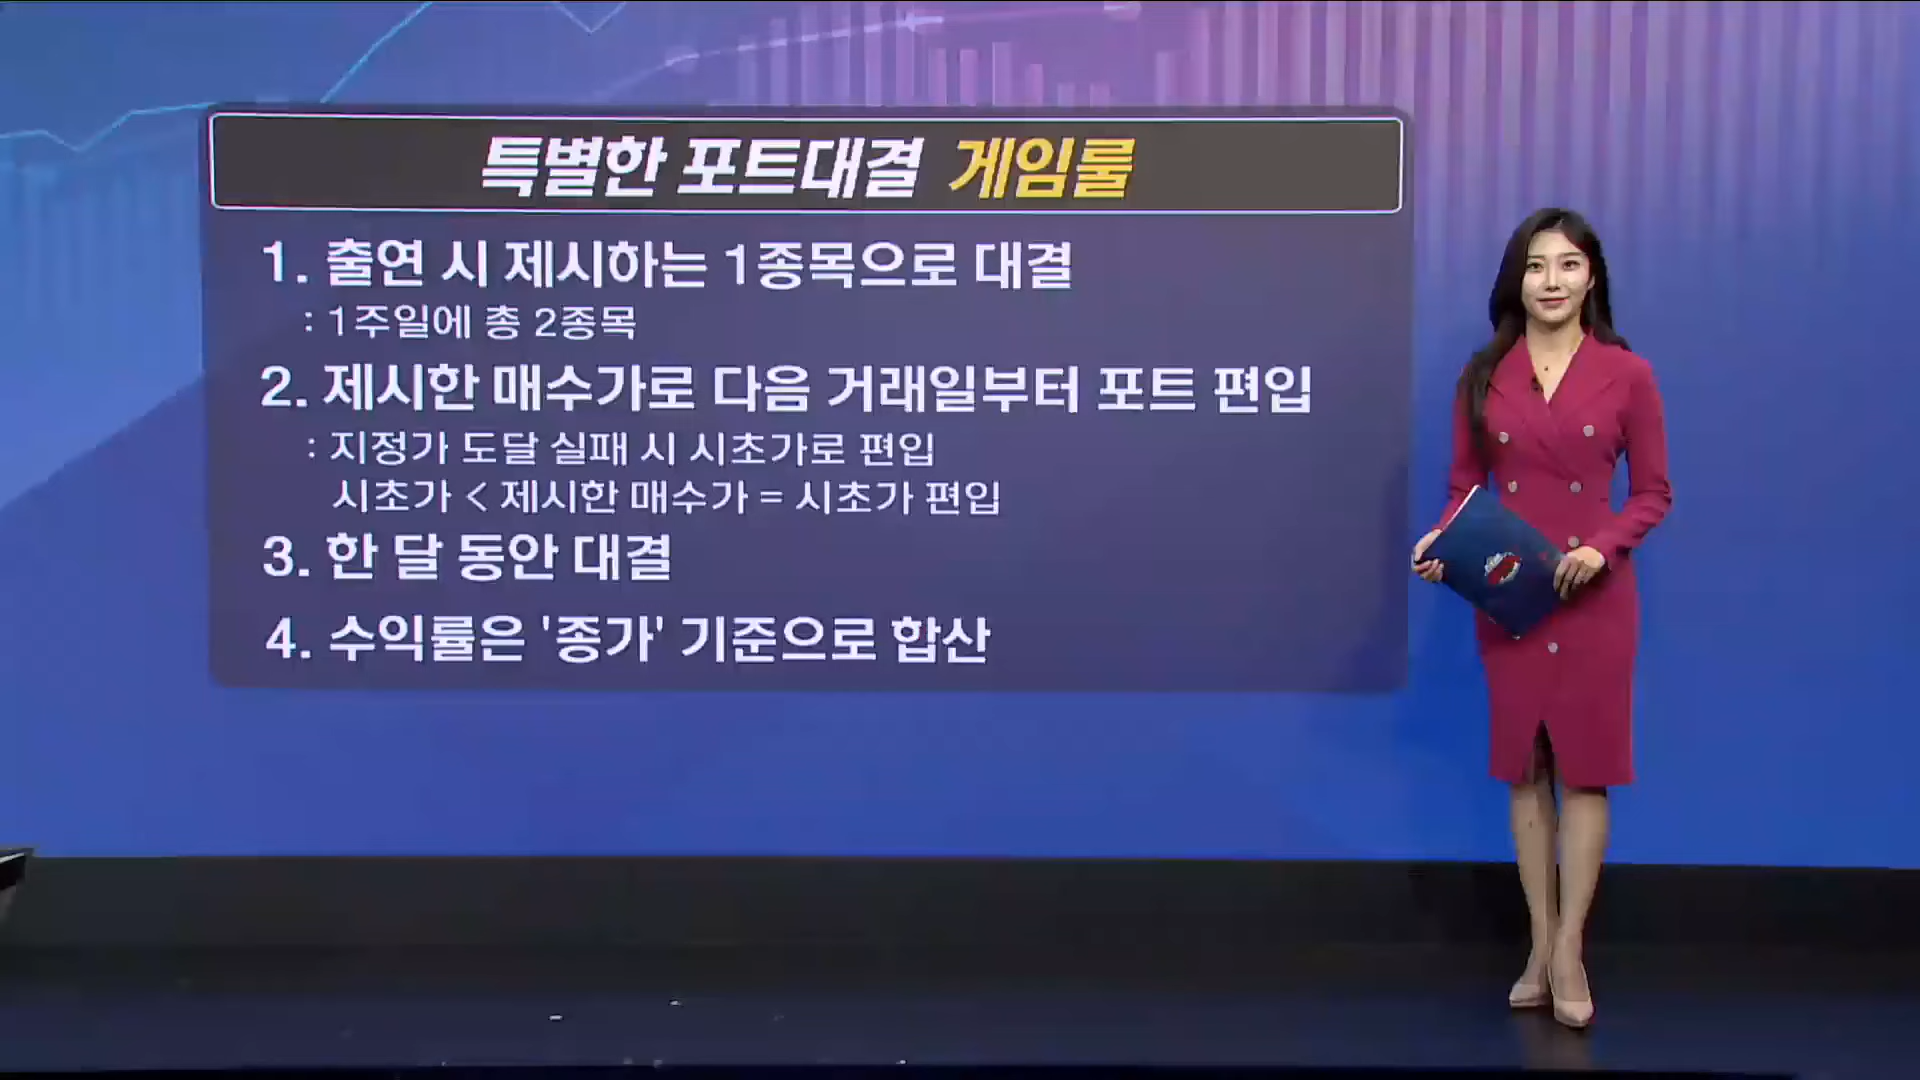 특별한 포트대결 게임룰
1. 출연 시 제시하는 1종목으로 대결
: 1주일에 총 2종목
2. 제시한 매수가로 다음 거래일부터 포트 편입
: 지정가 도달 실패 시 시초가로 편입
시초가 < 제시한 매수가 = 시초가 편입
3. 한 달 동안 대결
4. 수익률은 '종가' 기준으로 합산